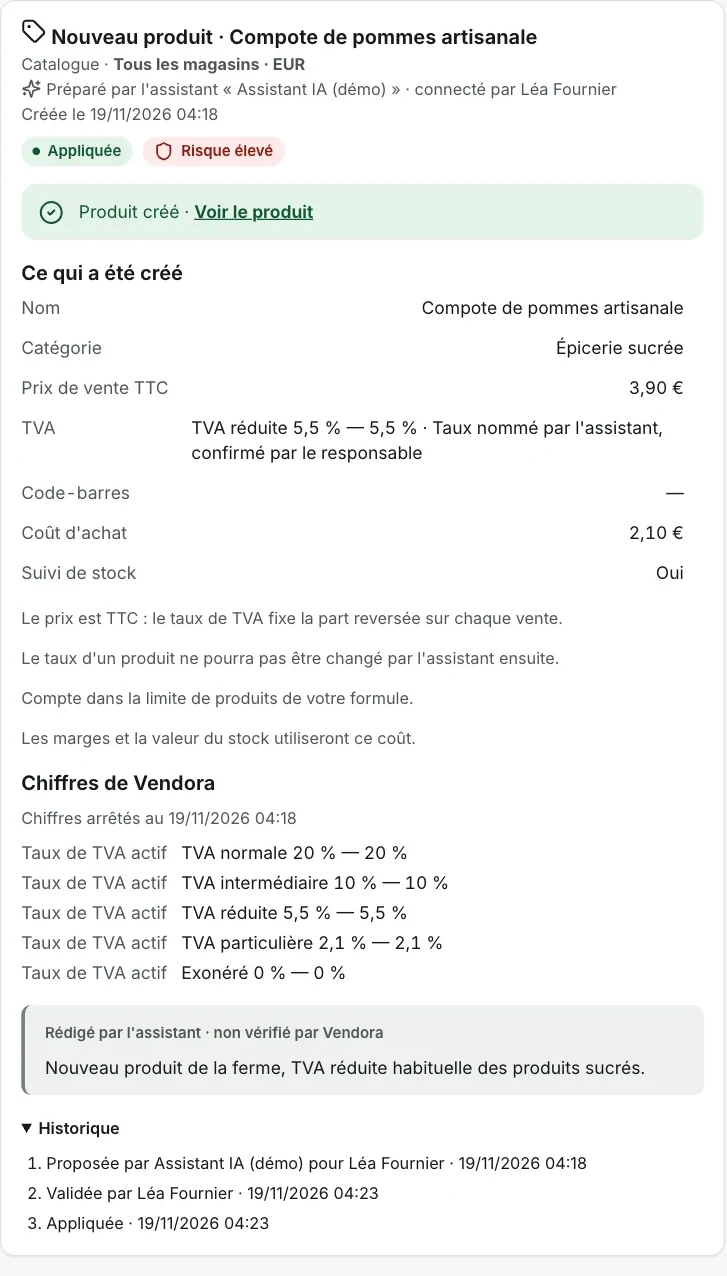 Nouveau produit · Compote de pommes artisanale
Catalogue · Tous les magasins · EUR
Préparé par l'assistant « Assistant IA (démo) » · connecté par Léa Fournier
Créée le 19/11/2026 04:18
Appliquée Risque élevé
Produit créé · Voir le produit
Ce qui a été créé
Nom Compote de pommes artisanale
Catégorie Épicerie sucrée
Prix de vente TTC 3,90 €
TVA TVA réduite 5,5 % — 5,5 % · Taux nommé par l'assistant,
confirmé par le responsable
Code-barres —
Coût d'achat 2,10 €
Suivi de stock Oui
Le prix est TTC : le taux de TVA fixe la part reversée sur chaque vente.
Le taux d'un produit ne pourra pas être changé par l'assistant ensuite.
Compte dans la limite de produits de votre formule.
Les marges et la valeur du stock utiliseront ce coût.
Chiffres de Vendora
Chiffres arrêtés au 19/11/2026 04:18
Taux de TVA actif TVA normale 20 % — 20 %
Taux de TVA actif TVA intermédiaire 10 % — 10 %
Taux de TVA actif TVA réduite 5,5 % — 5,5 %
Taux de TVA actif TVA particulière 2,1 % — 2,1 %
Taux de TVA actif Exonéré 0 % — 0 %
Rédigé par l'assistant · non vérifié par Vendora
Nouveau produit de la ferme, TVA réduite habituelle des produits sucrés.
▼ Historique
1. Proposée par Assistant IA (démo) pour Léa Fournier · 19/11/2026 04:18
2. Validée par Léa Fournier · 19/11/2026 04:23
3. Appliquée · 19/11/2026 04:23